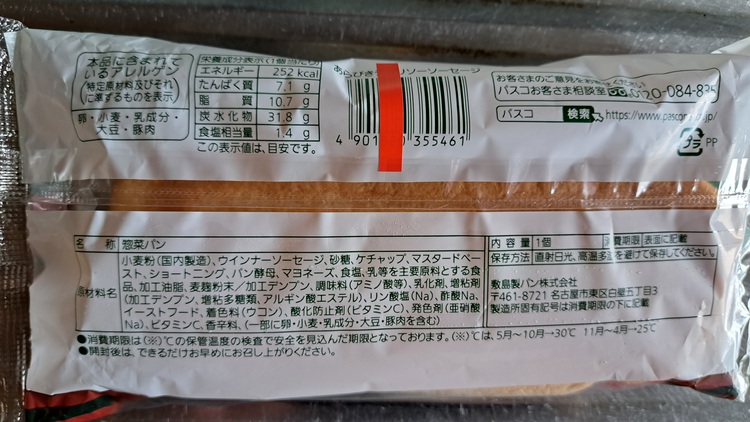 本品に含まれて
いるアレルゲン
(特定原材料及びそれ
に準ずるものを表示)
卵・小麦・乳成分・
大豆・豚肉
栄養成分表示(1個当たり)
エネルギー 252 kcal
たんぱく質 7.1 g
脂質 10.7 g
炭水化物 31.8 g
食塩相当量 1.4 g
この表示値は、目安です。
あらびき ソーセージ
4 901 355461
お客さまのご意見をお
パスコお客さま相談室 0120-084-835
パスコ 検索 https://www.pasco .jp/
プラ PP
名称 惣菜パン
原材料名 小麦粉(国内製造)、ウインナーソーセージ、砂糖、ケチャップ、マスタードペー
スト、ショートニング、パン酵母、マヨネーズ、食塩、乳等を主要原料とする食
品、加工油脂、麦麹粉末/加工デンプン、調味料(アミノ酸等)、乳化剤、増粘剤
(加工デンプン、増粘多糖類、アルギン酸エステル)、リン酸塩(Na)、酢酸Na、
イーストフード、着色料(ウコン)、酸化防止剤(ビタミンC)、発色剤(亜硝酸
Na)、ビタミンC、香辛料、(一部に卵・小麦・乳成分・大豆・豚肉を含む)
内容量 1個 消費期限 表面に記載
保存方法 直射日光、高温多湿を避けて保存してください。
敷島製パン株式会社
〒461-8721 名古屋市東区白壁5丁目3
製造所固有記号は消費期限の下に記載
●消費期限は(※)℃の保管温度の検査で安全を見込んだ期限となっております。(※)℃は、5月~10月→30℃ 11月~4月→25℃
●開封後は、できるだけお早めにお召し上がりください。